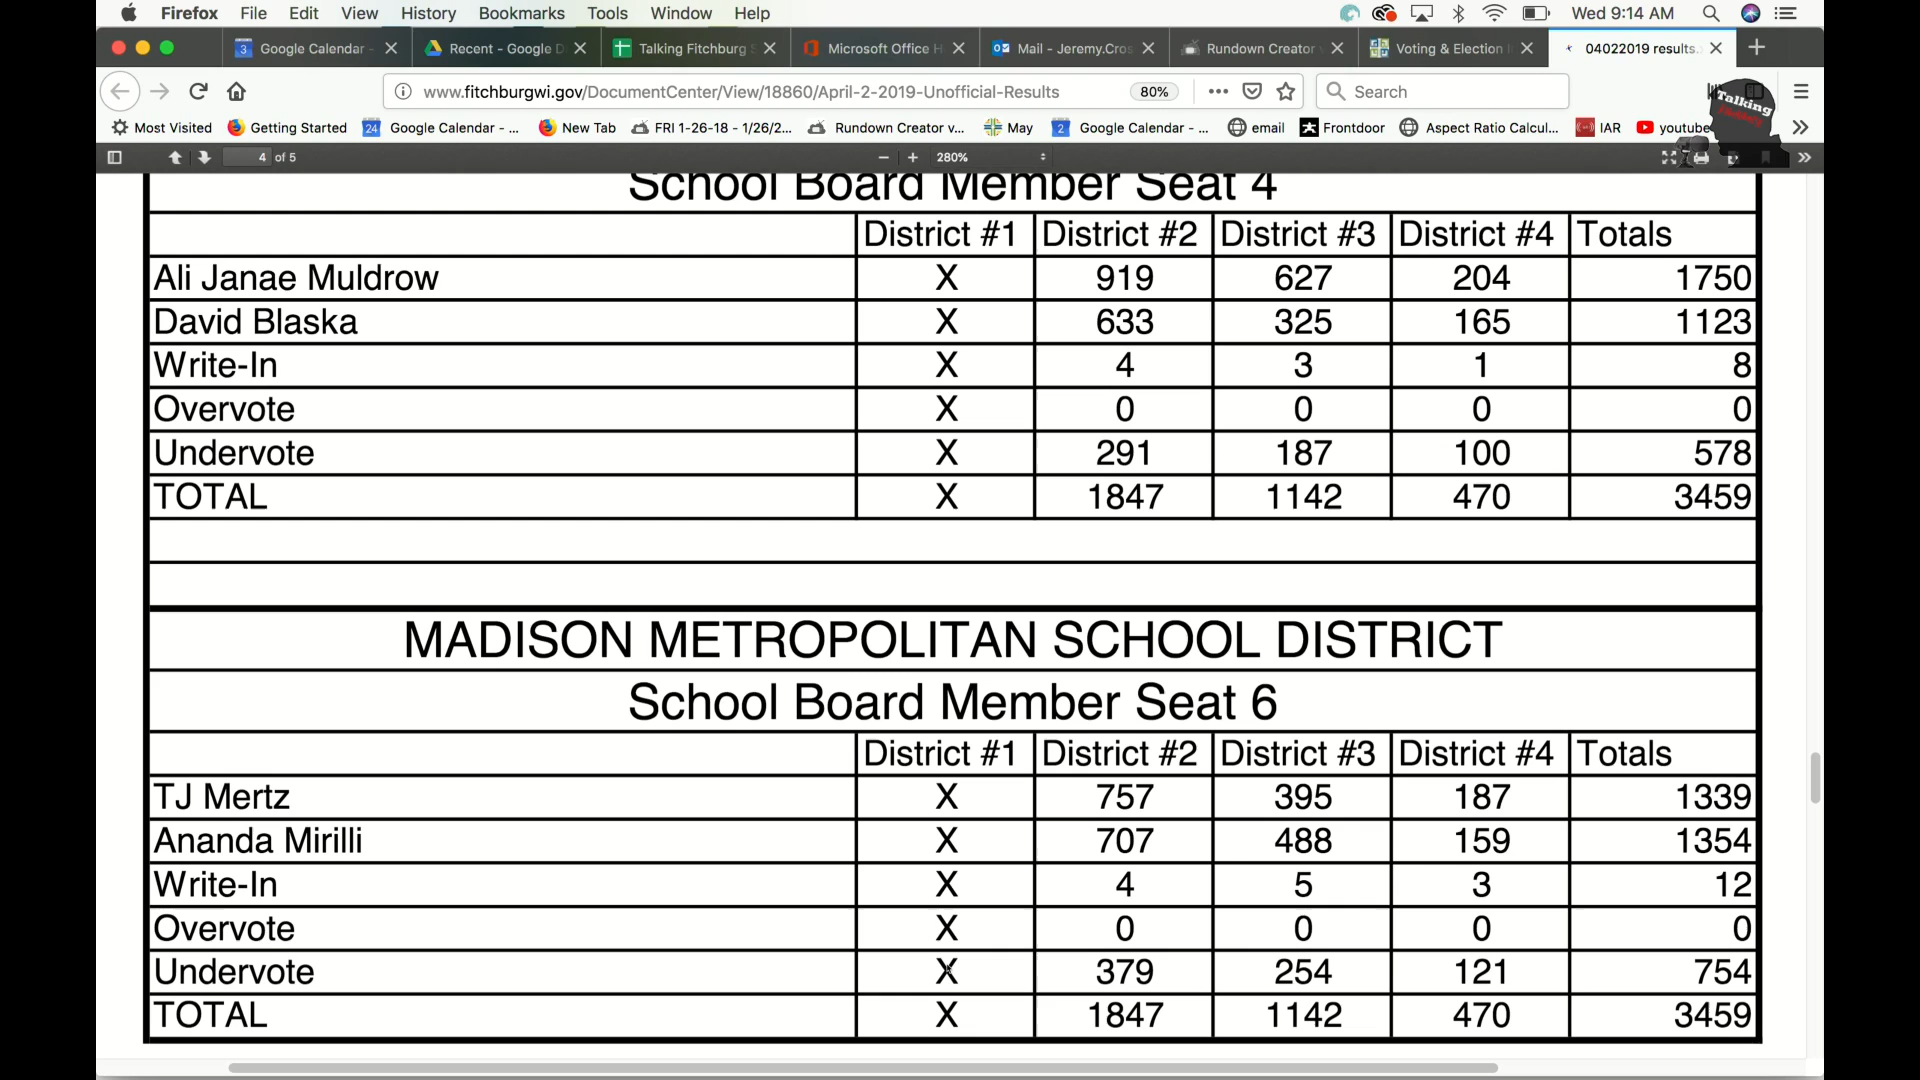 Firefox File Edit View History Bookmarks Tools Window Help Wed 9:14 AM
3 Google Calendar - Recent - Google D Talking Fitchburg S Microsoft Office H Mail - Jeremy.Cros Rundown Creator v Voting & Election 04022019 results.
www.fitchburgwi.gov/DocumentCenter/View/18860/April-2-2019-Unofficial-Results 80% Search
Most Visited Getting Started 24 Google Calendar - ... New Tab FRI 1-26-18 - 1/26/2... Rundown Creator v... May 2 Google Calendar - ... email Frontdoor Aspect Ratio Calcul... IAR youtube
Talking
4 of 5 280%
School Board Member Seat 4
District #1 District #2 District #3 District #4 Totals
Ali Janae Muldrow X 919 627 204 1750
David Blaska X 633 325 165 1123
Write-In X 4 3 1 8
Overvote X 0 0 0 0
Undervote X 291 187 100 578
TOTAL X 1847 1142 470 3459
MADISON METROPOLITAN SCHOOL DISTRICT
School Board Member Seat 6
District #1 District #2 District #3 District #4 Totals
TJ Mertz X 757 395 187 1339
Ananda Mirilli X 707 488 159 1354
Write-In X 4 5 3 12
Overvote X 0 0 0 0
Undervote X 379 254 121 754
TOTAL X 1847 1142 470 3459